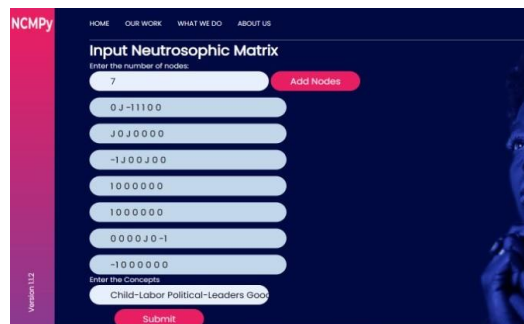 NCMPy
HOME OUR WORK WHAT WE DO ABOUT US
Input Neutrosophic Matrix
Enter the number of nodes:
7 Add Nodes
0 J -1 1 1 0 0
J 0 J 0 0 0 0
-1 J 0 0 J 0 0
1 0 0 0 0 0 0
1 0 0 0 0 0 0
0 0 0 0 J 0 -1
-1 0 0 0 0 0 0
Enter the Concepts
Child-Labor Political-Leaders Good
Submit
Version 1.1.2